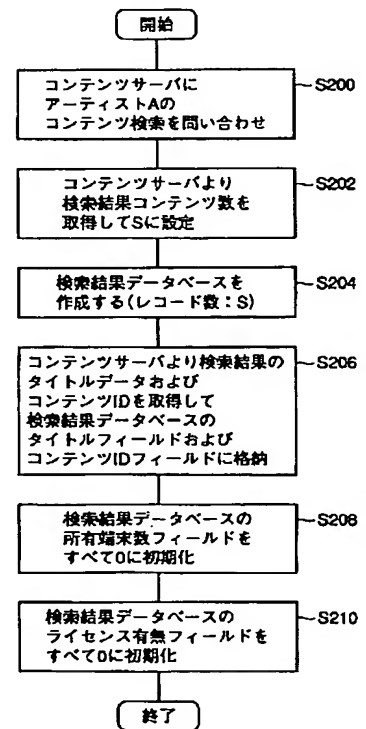 開始
コンテンツサーバに
アーティストAの
コンテンツ検索を問い合わせ
S200
コンテンツサーバより
検索結果コンテンツ数を
取得してSに設定
S202
検索結果データベースを
作成する(レコード数:S)
S204
コンテンツサーバより検索結果の
タイトルデータおよび
コンテンツIDを取得して
検索結果データベースの
タイトルフィールドおよび
コンテンツIDフィールドに格納
S206
検索結果データベースの
所有端末数フィールドを
すべて0に初期化
S208
検索結果データベースの
ライセンス有無フィールドを
すべて0に初期化
S210
終了